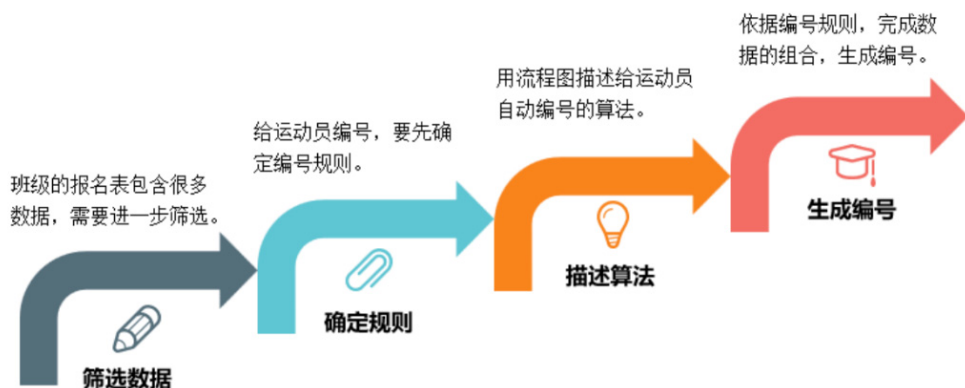 班级的报名表包含很多
数据，需要进一步筛选。
筛选数据
给运动员编号，要先确
定编号规则。
确定规则
用流程图描述给运动员
自动编号的算法。
描述算法
依据编号规则，完成数
据的组合，生成编号。
生成编号